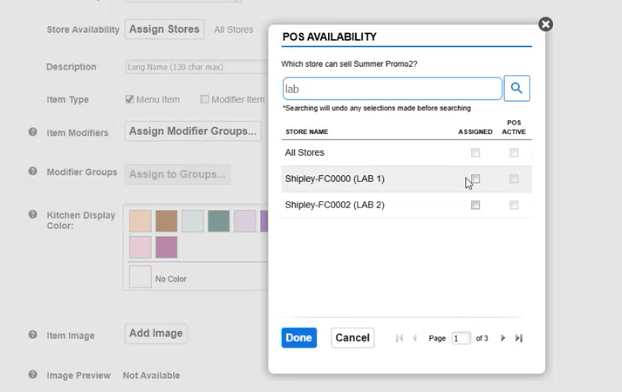 Store Availability Assign Stores All Stores
Description Long Name (130 char max)
Item Type Menu Item Modifier Item
Item Modifiers Assign Modifier Groups...
Modifier Groups Assign to Groups...
Kitchen Display
Color:
No Color
Item Image Add Image
Image Preview Not Available
POS AVAILABILITY
Which store can sell Summer Promo2?
lab
*Searching will undo any selections made before searching
STORE NAME ASSIGNED POS ACTIVE
All Stores
Shipley-FC0000 (LAB 1)
Shipley-FC0002 (LAB 2)
Done Cancel Page 1 of 3